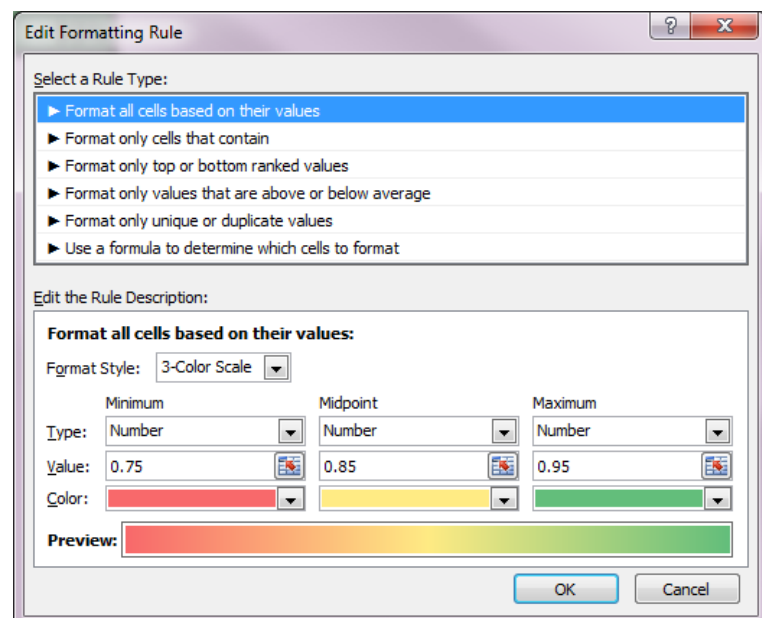 Edit Formatting Rule
Select a Rule Type:
► Format all cells based on their values
► Format only cells that contain
► Format only top or bottom ranked values
► Format only values that are above or below average
► Format only unique or duplicate values
► Use a formula to determine which cells to format
Edit the Rule Description:
Format all cells based on their values:
Format Style: 3-Color Scale
Minimum Midpoint Maximum
Type: Number Number Number
Value: 0.75 0.85 0.95
Color:
Preview:
OK Cancel